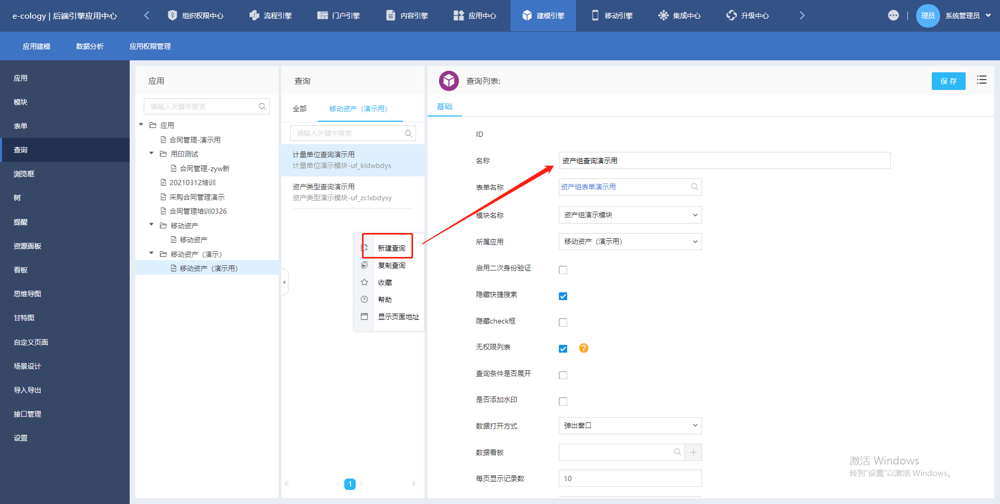 e-cology | 后端引擎应用中心
组织权限中心
流程引擎
门户引擎
内容引擎
应用中心
建模引擎
移动引擎
集成中心
升级中心
理员
系统管理员
应用建模
数据分析
应用权限管理
应用
模块
表单
查询
浏览框
树
提醒
资源面板
看板
思维导图
甘特图
自定义页面
场景设计
导入导出
接口管理
设置
应用
请输入关键字搜索
应用
合同管理-演示用
用印测试
合同管理-zyw新
20210312培训
采购合同管理演示
合同管理培训0326
移动资产
移动资产
移动资产（演示）
移动资产（演示用）
查询
全部
移动资产（演示用）
请输入关键字搜索
计量单位查询演示用
计量单位演示模块-uf_kldwbdys
资产类型查询演示用
资产类型演示模块-uf_zclxbdysy
新建查询
复制查询
收藏
帮助
显示页面地址
1
查询列表:
保 存
基础
ID
名称
资产组查询演示用
表单名称
资产组表单演示用
模块名称
资产组演示模块
所属应用
移动资产（演示用）
启用二次身份验证
隐藏快捷搜索
隐藏check框
无权限列表
?
查询条件是否展开
是否添加水印
数据打开方式
弹出窗口
数据看板
每页显示记录数
10
激活 Windows
转到"设置"以激活 Windows。